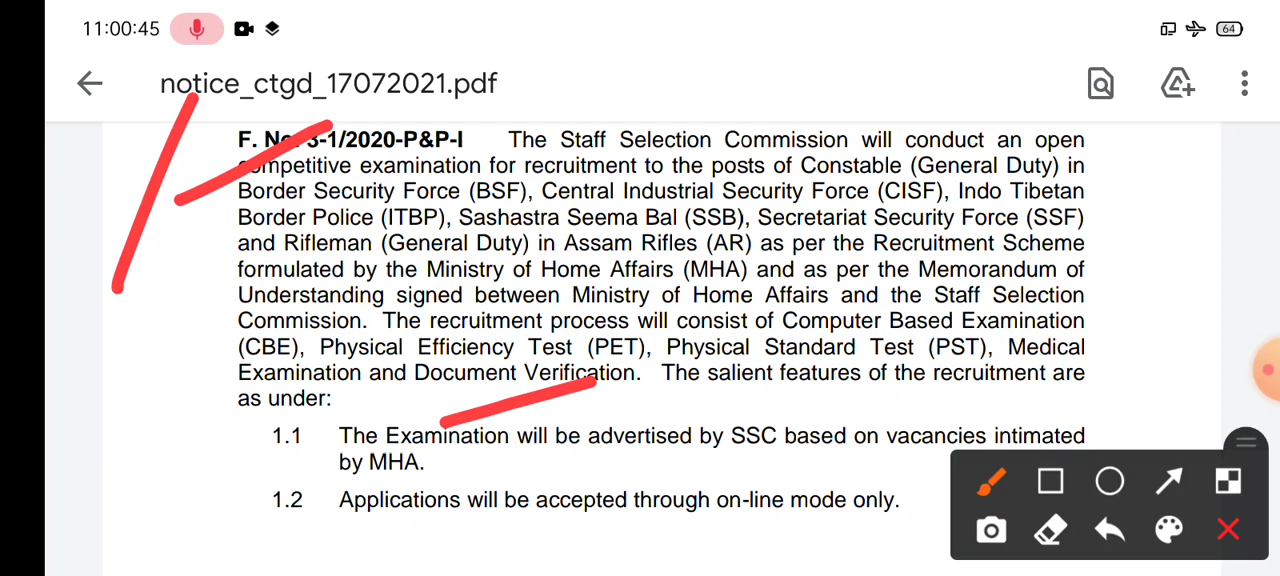 11:00:45
64
notice_ctgd_17072021.pdf
F. No. 3-1/2020-P&P-I The Staff Selection Commission will conduct an open
competitive examination for recruitment to the posts of Constable (General Duty) in
Border Security Force (BSF), Central Industrial Security Force (CISF), Indo Tibetan
Border Police (ITBP), Sashastra Seema Bal (SSB), Secretariat Security Force (SSF)
and Rifleman (General Duty) in Assam Rifles (AR) as per the Recruitment Scheme
formulated by the Ministry of Home Affairs (MHA) and as per the Memorandum of
Understanding signed between Ministry of Home Affairs and the Staff Selection
Commission. The recruitment process will consist of Computer Based Examination
(CBE), Physical Efficiency Test (PET), Physical Standard Test (PST), Medical
Examination and Document Verification. The salient features of the recruitment are
as under:
1.1 The Examination will be advertised by SSC based on vacancies intimated
by MHA.
1.2 Applications will be accepted through on-line mode only.